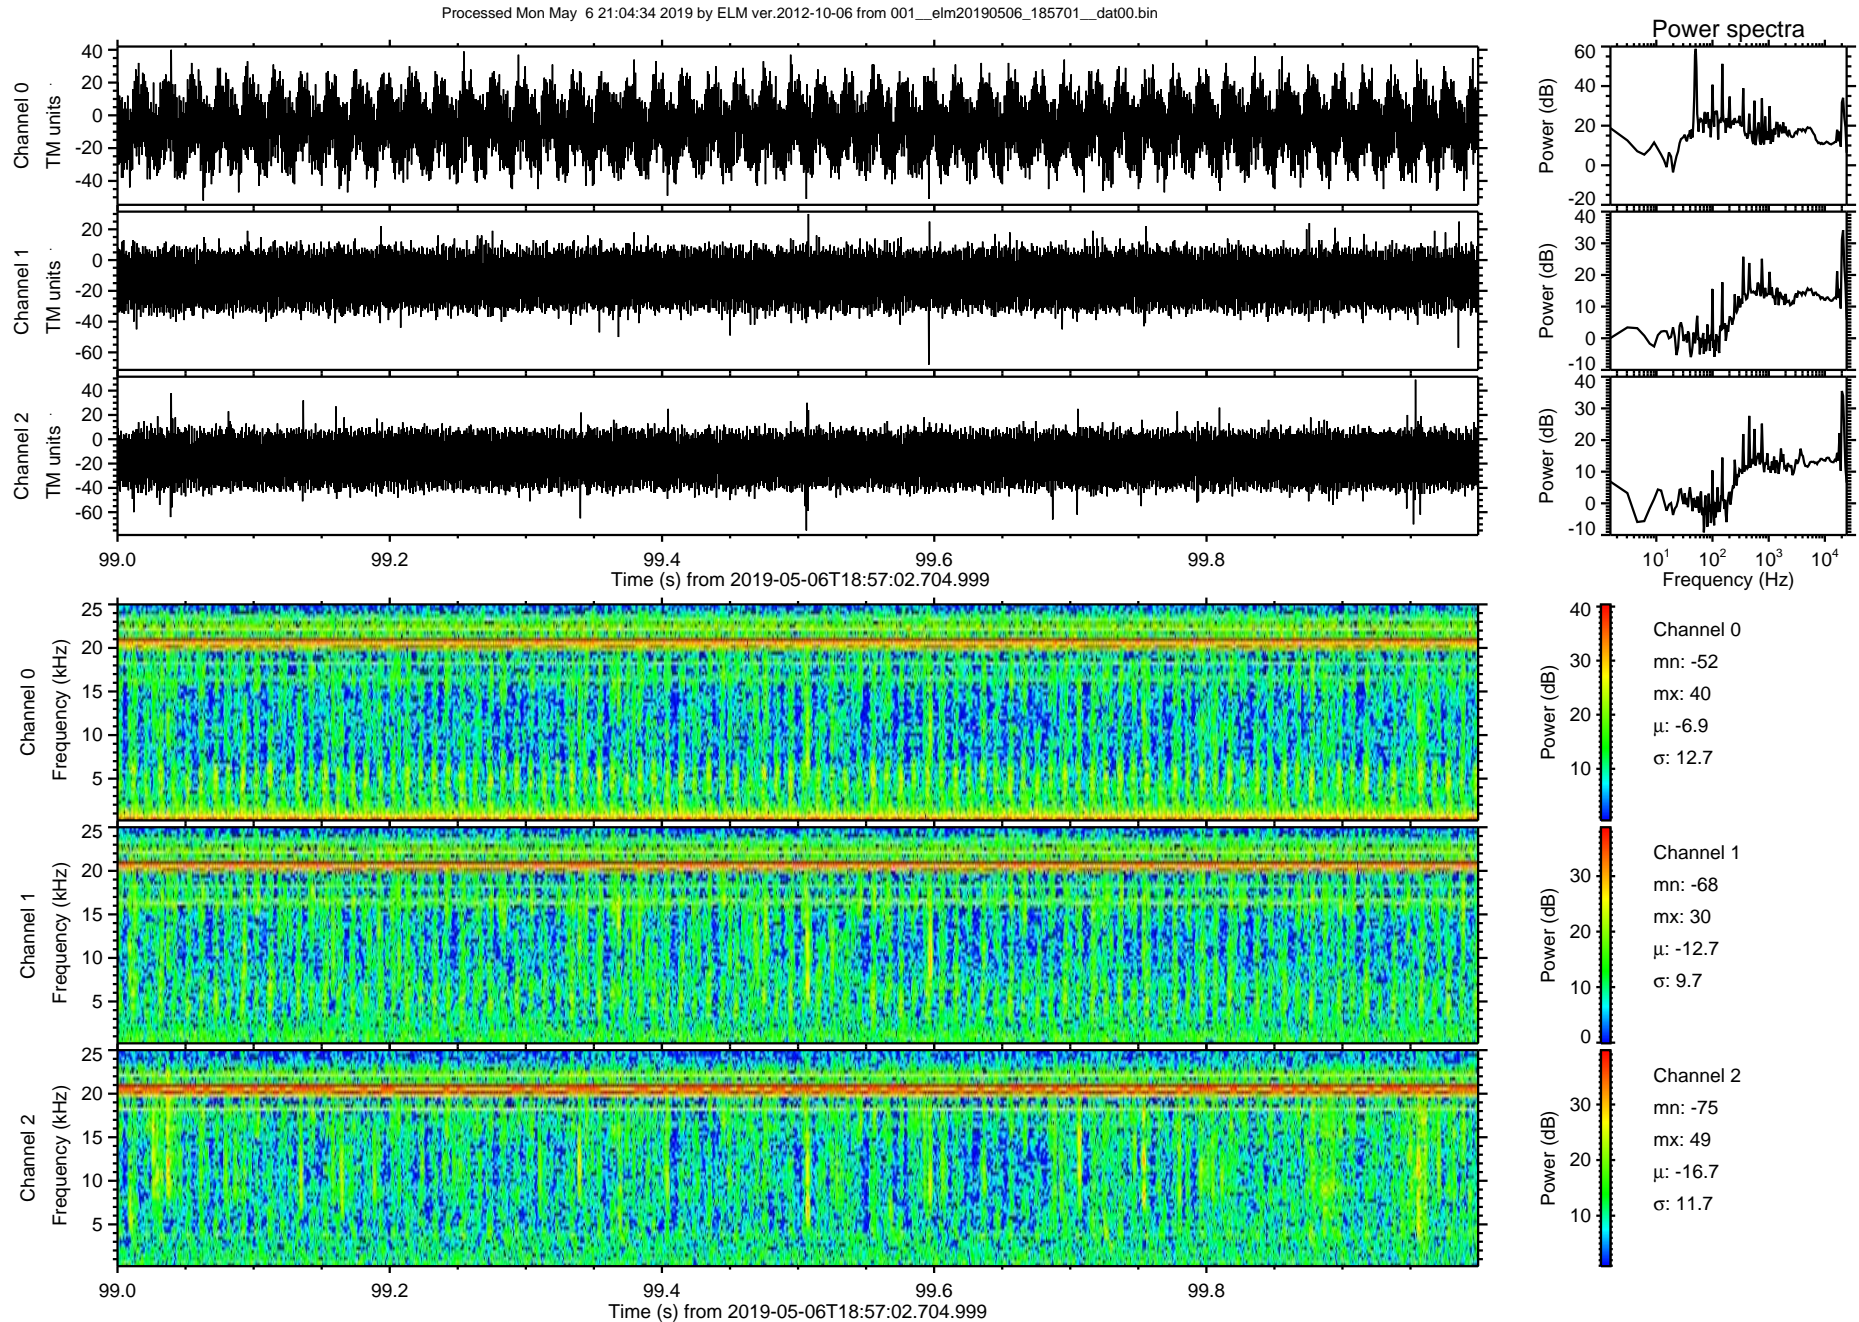 Processed Mon May 6 21:04:34 2019 by ELM ver.2012-10-06 from 001__elm20190506_185701__dat00.bin
Power spectra
Channel 0
TM units
40
20
0
-20
-40
Power (dB)
60
40
20
0
-20
Channel 1
TM units
20
0
-20
-40
-60
Power (dB)
40
30
20
10
0
-10
Channel 2
TM units
40
20
0
-20
-40
-60
Power (dB)
40
30
20
10
0
-10
99.0 99.2 99.4 99.6 99.8
Time (s) from 2019-05-06T18:57:02.704.999
10¹ 10² 10³ 10⁴
Frequency (Hz)
Channel 0
Frequency (kHz)
25
20
15
10
5
Power (dB)
40
30
20
10
Channel 0
mn: -52
mx: 40
μ: -6.9
σ: 12.7
Channel 1
Frequency (kHz)
25
20
15
10
5
Power (dB)
30
20
10
0
Channel 1
mn: -68
mx: 30
μ: -12.7
σ: 9.7
Channel 2
Frequency (kHz)
25
20
15
10
5
Power (dB)
30
20
10
Channel 2
mn: -75
mx: 49
μ: -16.7
σ: 11.7
99.0 99.2 99.4 99.6 99.8
Time (s) from 2019-05-06T18:57:02.704.999